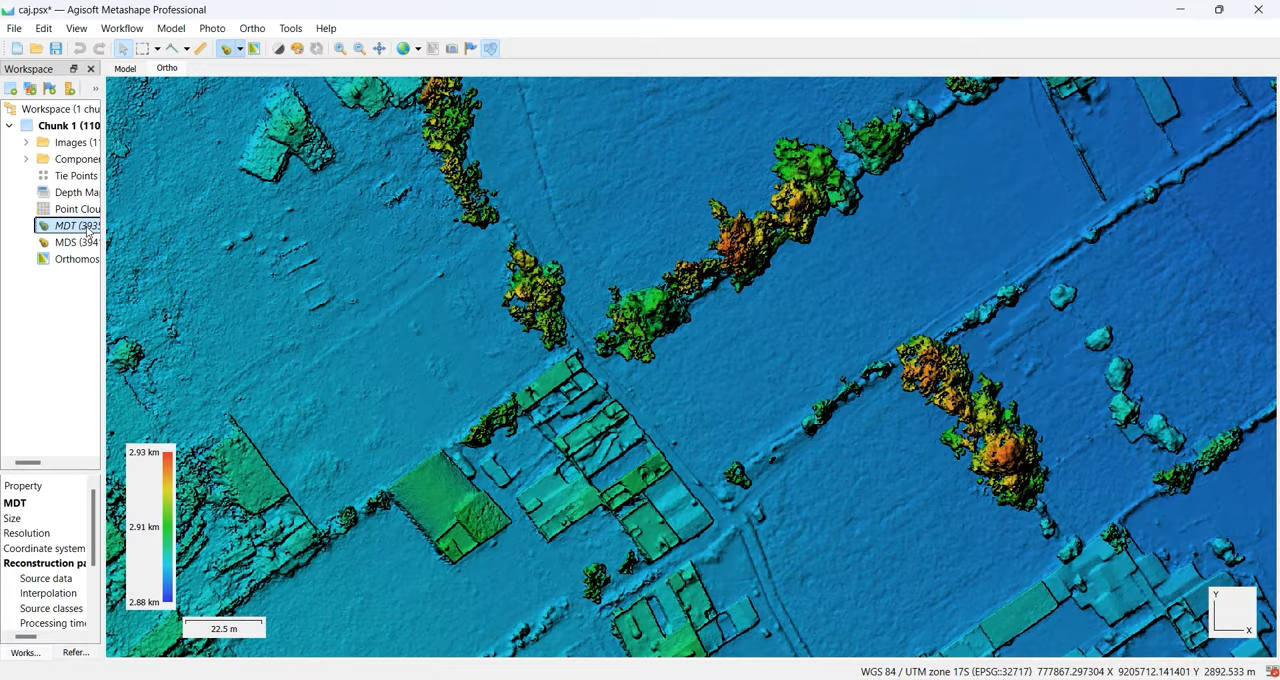 caj.psx* — Agisoft Metashape Professional
File Edit View Workflow Model Photo Ortho Tools Help
Workspace
Model Ortho
»
Workspace (1 chu
Chunk 1 (110
Images (1
Compone
Tie Points
Depth Ma
Point Clou
MDT (393
MDS (394
Orthomos
Property
MDT
Size
Resolution
Coordinate system
Reconstruction pa
Source data
Interpolation
Source classes
Processing time
Works... Refer...
2.93 km
2.91 km
2.88 km
22.5 m
Y
X
WGS 84 / UTM zone 17S (EPSG::32717) 777867.297304 X 9205712.141401 Y 2892.533 m